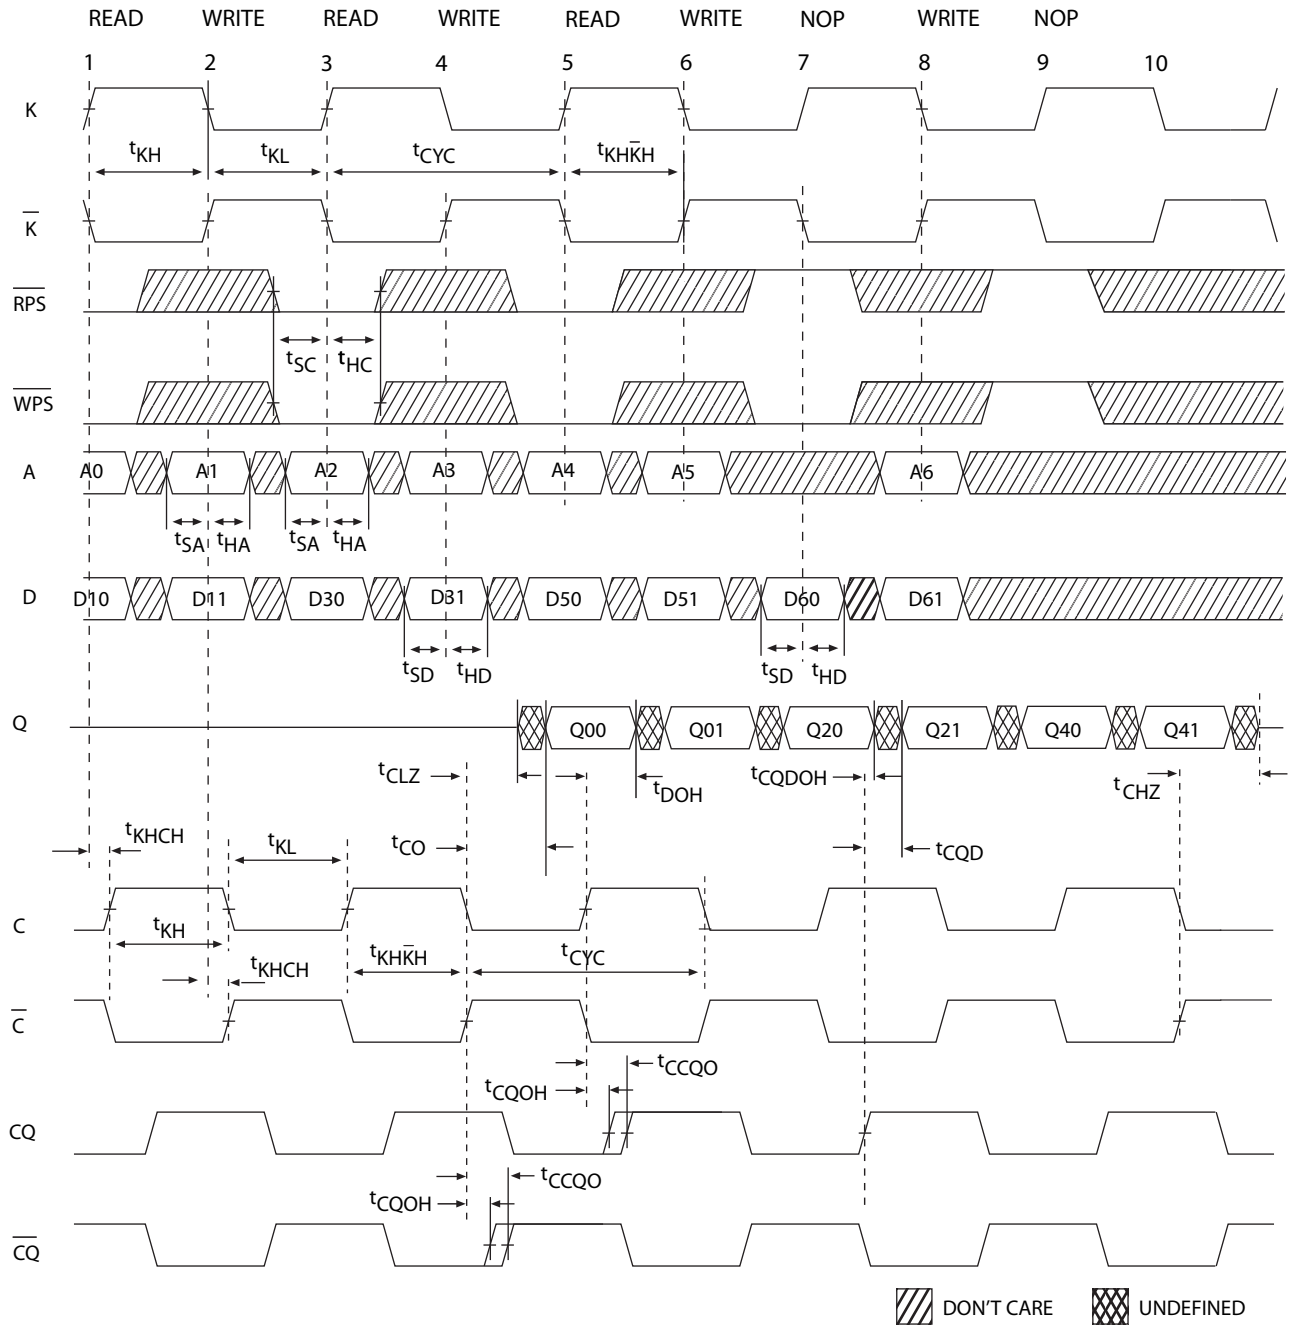 READ WRITE READ WRITE READ WRITE NOP WRITE NOP
1 2 3 4 5 6 7 8 9 10
K
tKH tKL tCYC tKHK̅H
K̅
R̅P̅S̅
tSC tHC
W̅P̅S̅
A A0 A1 A2 A3 A4 A5 A6
tSA tHA tSA tHA
D D10 D11 D30 D31 D50 D51 D60 D61
tSD tHD tSD tHD
Q Q00 Q01 Q20 Q21 Q40 Q41
tCLZ tDOH tCQDOH tCHZ
tKHCH tKL tCO tCQD
C
tKH tKHK̅H tCYC
tKHCH
C̅
tCCQO
tCQOH
CQ
tCCQO
tCQOH
C̅Q̅
DON'T CARE UNDEFINED